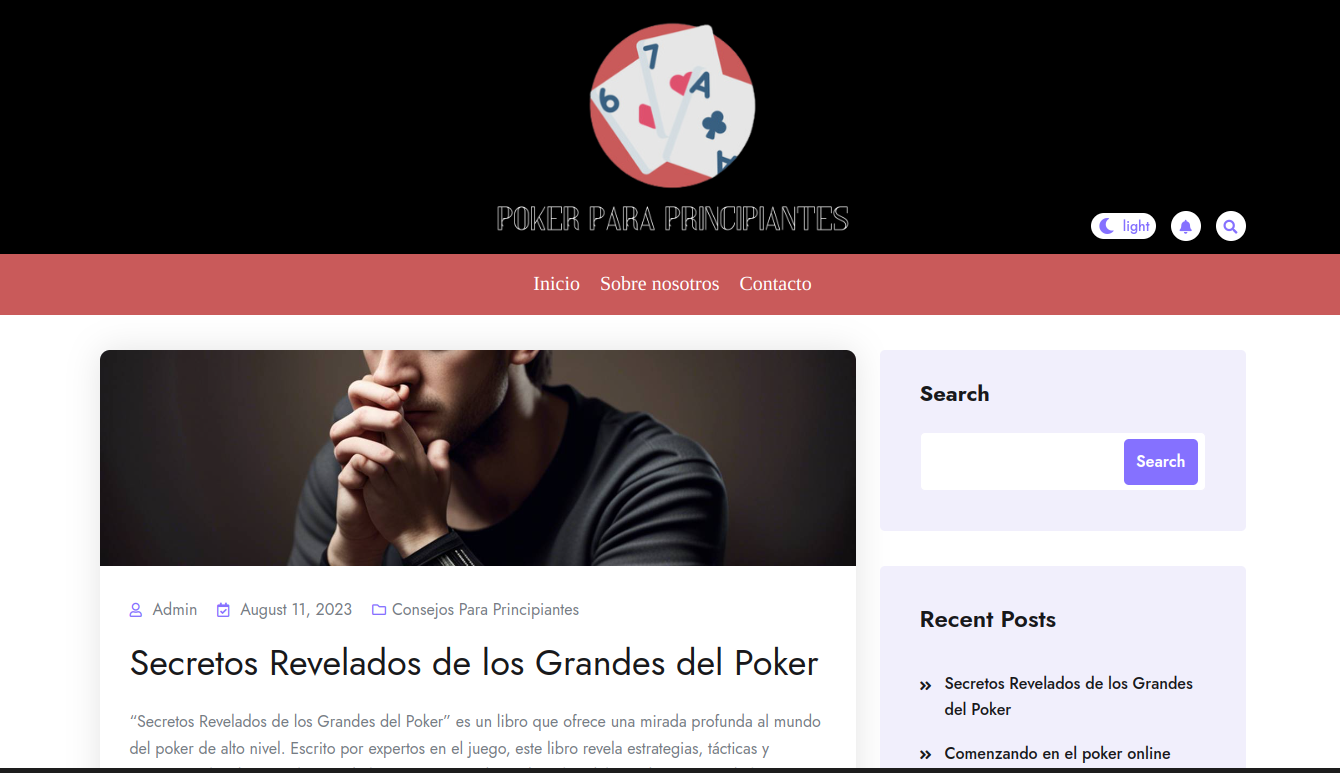 7
6
A
A
POKER PARA PRINCIPIANTES
light
Inicio Sobre nosotros Contacto
Admin August 11, 2023 Consejos Para Principiantes
Secretos Revelados de los Grandes del Poker
“Secretos Revelados de los Grandes del Poker” es un libro que ofrece una mirada profunda al mundo
del poker de alto nivel. Escrito por expertos en el juego, este libro revela estrategias, tácticas y
Search
Search
Recent Posts
Secretos Revelados de los Grandes
del Poker
Comenzando en el poker online